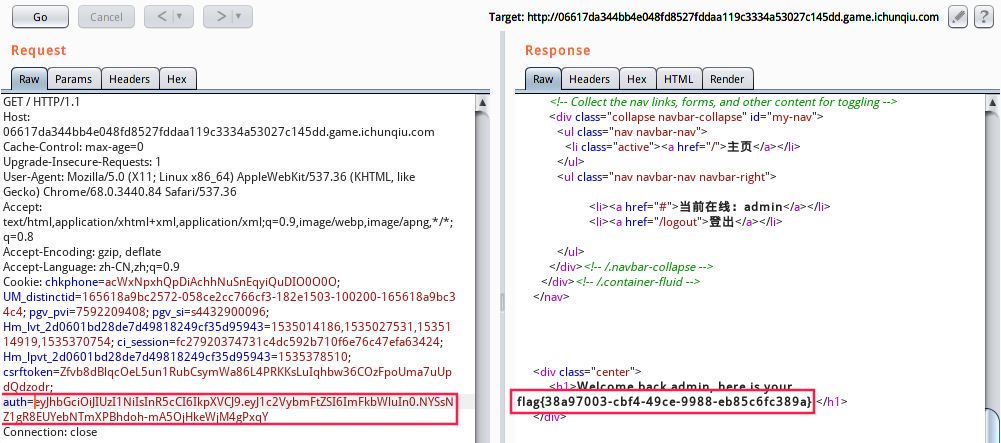 Go
Cancel
<
>
Target: http://06617da344bb4e048fd8527fddaa119c3334a53027c145dd.game.ichunqiu.com
?
Request
Raw Params Headers Hex
GET / HTTP/1.1
Host:
06617da344bb4e048fd8527fddaa119c3334a53027c145dd.game.ichunqiu.com
Cache-Control: max-age=0
Upgrade-Insecure-Requests: 1
User-Agent: Mozilla/5.0 (X11; Linux x86_64) AppleWebKit/537.36 (KHTML, like
Gecko) Chrome/68.0.3440.84 Safari/537.36
Accept:
text/html,application/xhtml+xml,application/xml;q=0.9,image/webp,image/apng,*/*;
q=0.8
Accept-Encoding: gzip, deflate
Accept-Language: zh-CN,zh;q=0.9
Cookie: chkphone=acWxNpxhQpDiAchhNuSnEqyiQuDIO0O0O;
UM_distinctid=165618a9bc2572-058ce2cc766cf3-182e1503-100200-165618a9bc3
4c4; pgv_pvi=7592209408; pgv_si=s4432900096;
Hm_lvt_2d0601bd28de7d49818249cf35d95943=1535014186,1535027531,15351
14919,1535370754; ci_session=fc27920374731c4dc592b710f6e76c47efa63424;
Hm_lpvt_2d0601bd28de7d49818249cf35d95943=1535378510;
csrftoken=Zfvb8dBlqcOeL5un1RubCsymWa86L4PRKKsLuIqhbw36COzFpoUma7uUp
dQdzodr;
auth=eyJhbGciOiJIUzI1NiIsInR5cCI6IkpXVCJ9.eyJ1c2VybmFtZSI6ImFkbWluIn0.NYSsN
Z1gR8EUYebNTmXPBhdoh-mA5OjHkeWjM4gPxqY
Connection: close
Response
Raw Headers Hex HTML Render
<!-- Collect the nav links, forms, and other content for toggling -->
<div class="collapse navbar-collapse" id="my-nav">
<ul class="nav navbar-nav">
<li class="active"><a href="/">主页</a></li>
</ul>
<ul class="nav navbar-nav navbar-right">
<li><a href="#">当前在线：admin</a></li>
<li><a href="/logout">登出</a></li>
</ul>
</div><!-- /.navbar-collapse -->
</div><!-- /.container-fluid -->
</nav>
<div class="center">
<h1>Welcome back admin, here is your
flag{38a97003-cbf4-49ce-9988-eb85c6fc389a}</h1>
</div>